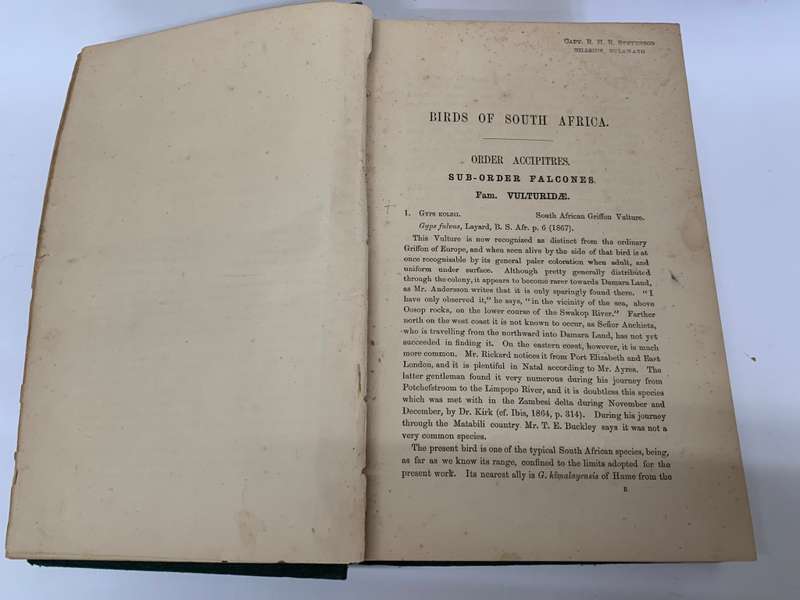 CAPT. R. H. R. STEVENSON
BULAWAYO
BIRDS OF SOUTH AFRICA.
ORDER ACCIPITRES.
SUB-ORDER FALCONES.
Fam. VULTURIDÆ.
1. GYPS KOLBII. South African Griffon Vulture.
Gyps fulvus, Layard, B. S. Afr. p. 6 (1867).
This Vulture is now recognized as distinct from the ordinary
Griffon of Europe, and when seen alive by the side of that bird is at
once recognizable by its general paler coloration when adult, and
uniform under surface. Although pretty generally distributed
through the colony, it appears to become rarer towards Damara Land,
as Mr. Andersson writes that it is only sparingly found there. "I
have only observed it," he says, "in the vicinity of the sea, above
Oosop rocks, on the lower course of the Swakop River." Farther
north on the west coast it is not known to occur, as Señor Anchieta,
who is travelling from the northward into Damara Land, has not yet
succeeded in finding it. On the eastern coast, however, it is much
more common. Mr. Rickard notices it from Port Elizabeth and East
London, and it is plentiful in Natal according to Mr. Ayres. The
latter gentleman found it very numerous during his journey from
Potchefstroom to the Limpopo River, and it is doubtless this species
which was met with in the Zambesi delta during November and
December, by Dr. Kirk (cf. Ibis, 1864, p. 314). During his journey
through the Matabili country Mr. T. E. Buckley says it was not a
very common species.
The present bird is one of the typical South African species, being,
as far as we know its range, confined to the limits adopted for the
present work. Its nearest ally is G. himalayensis of Hume from the
B